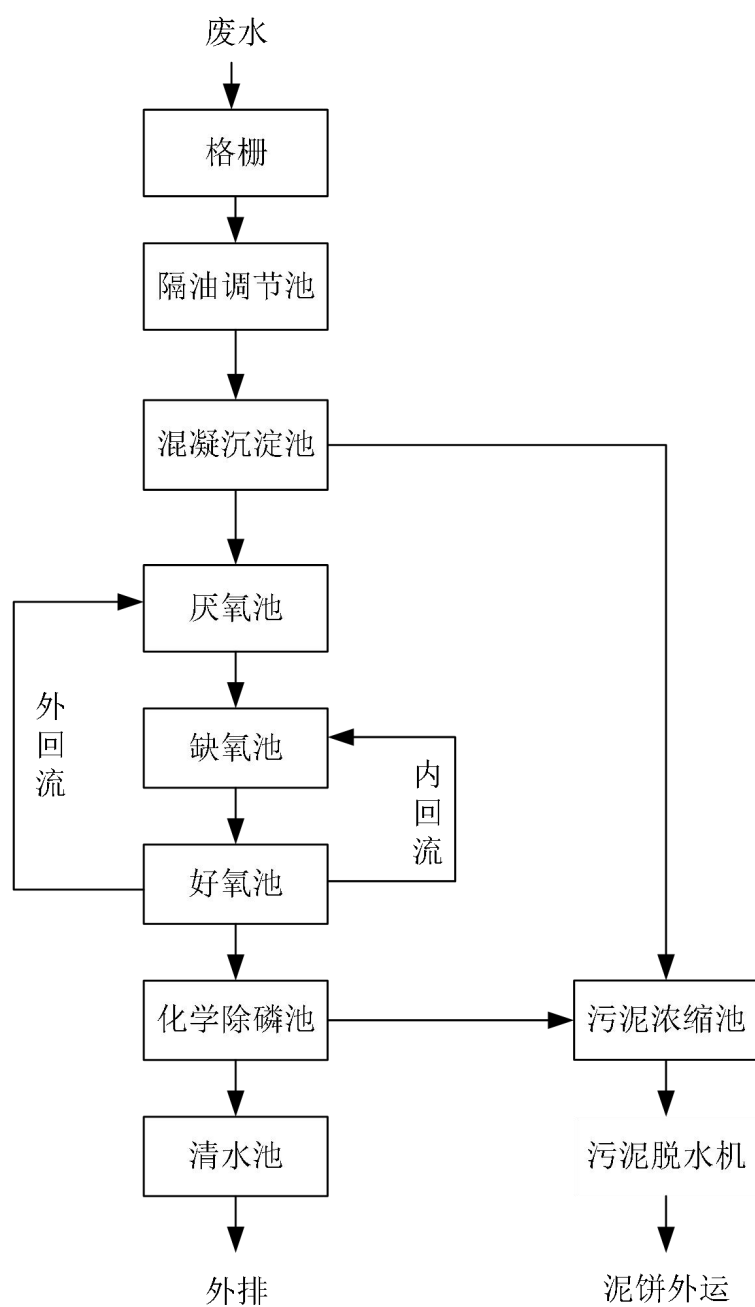 废水
格栅
隔油调节池
混凝沉淀池
厌氧池
外回流
缺氧池
内回流
好氧池
化学除磷池
污泥浓缩池
清水池
污泥脱水机
外排
泥饼外运